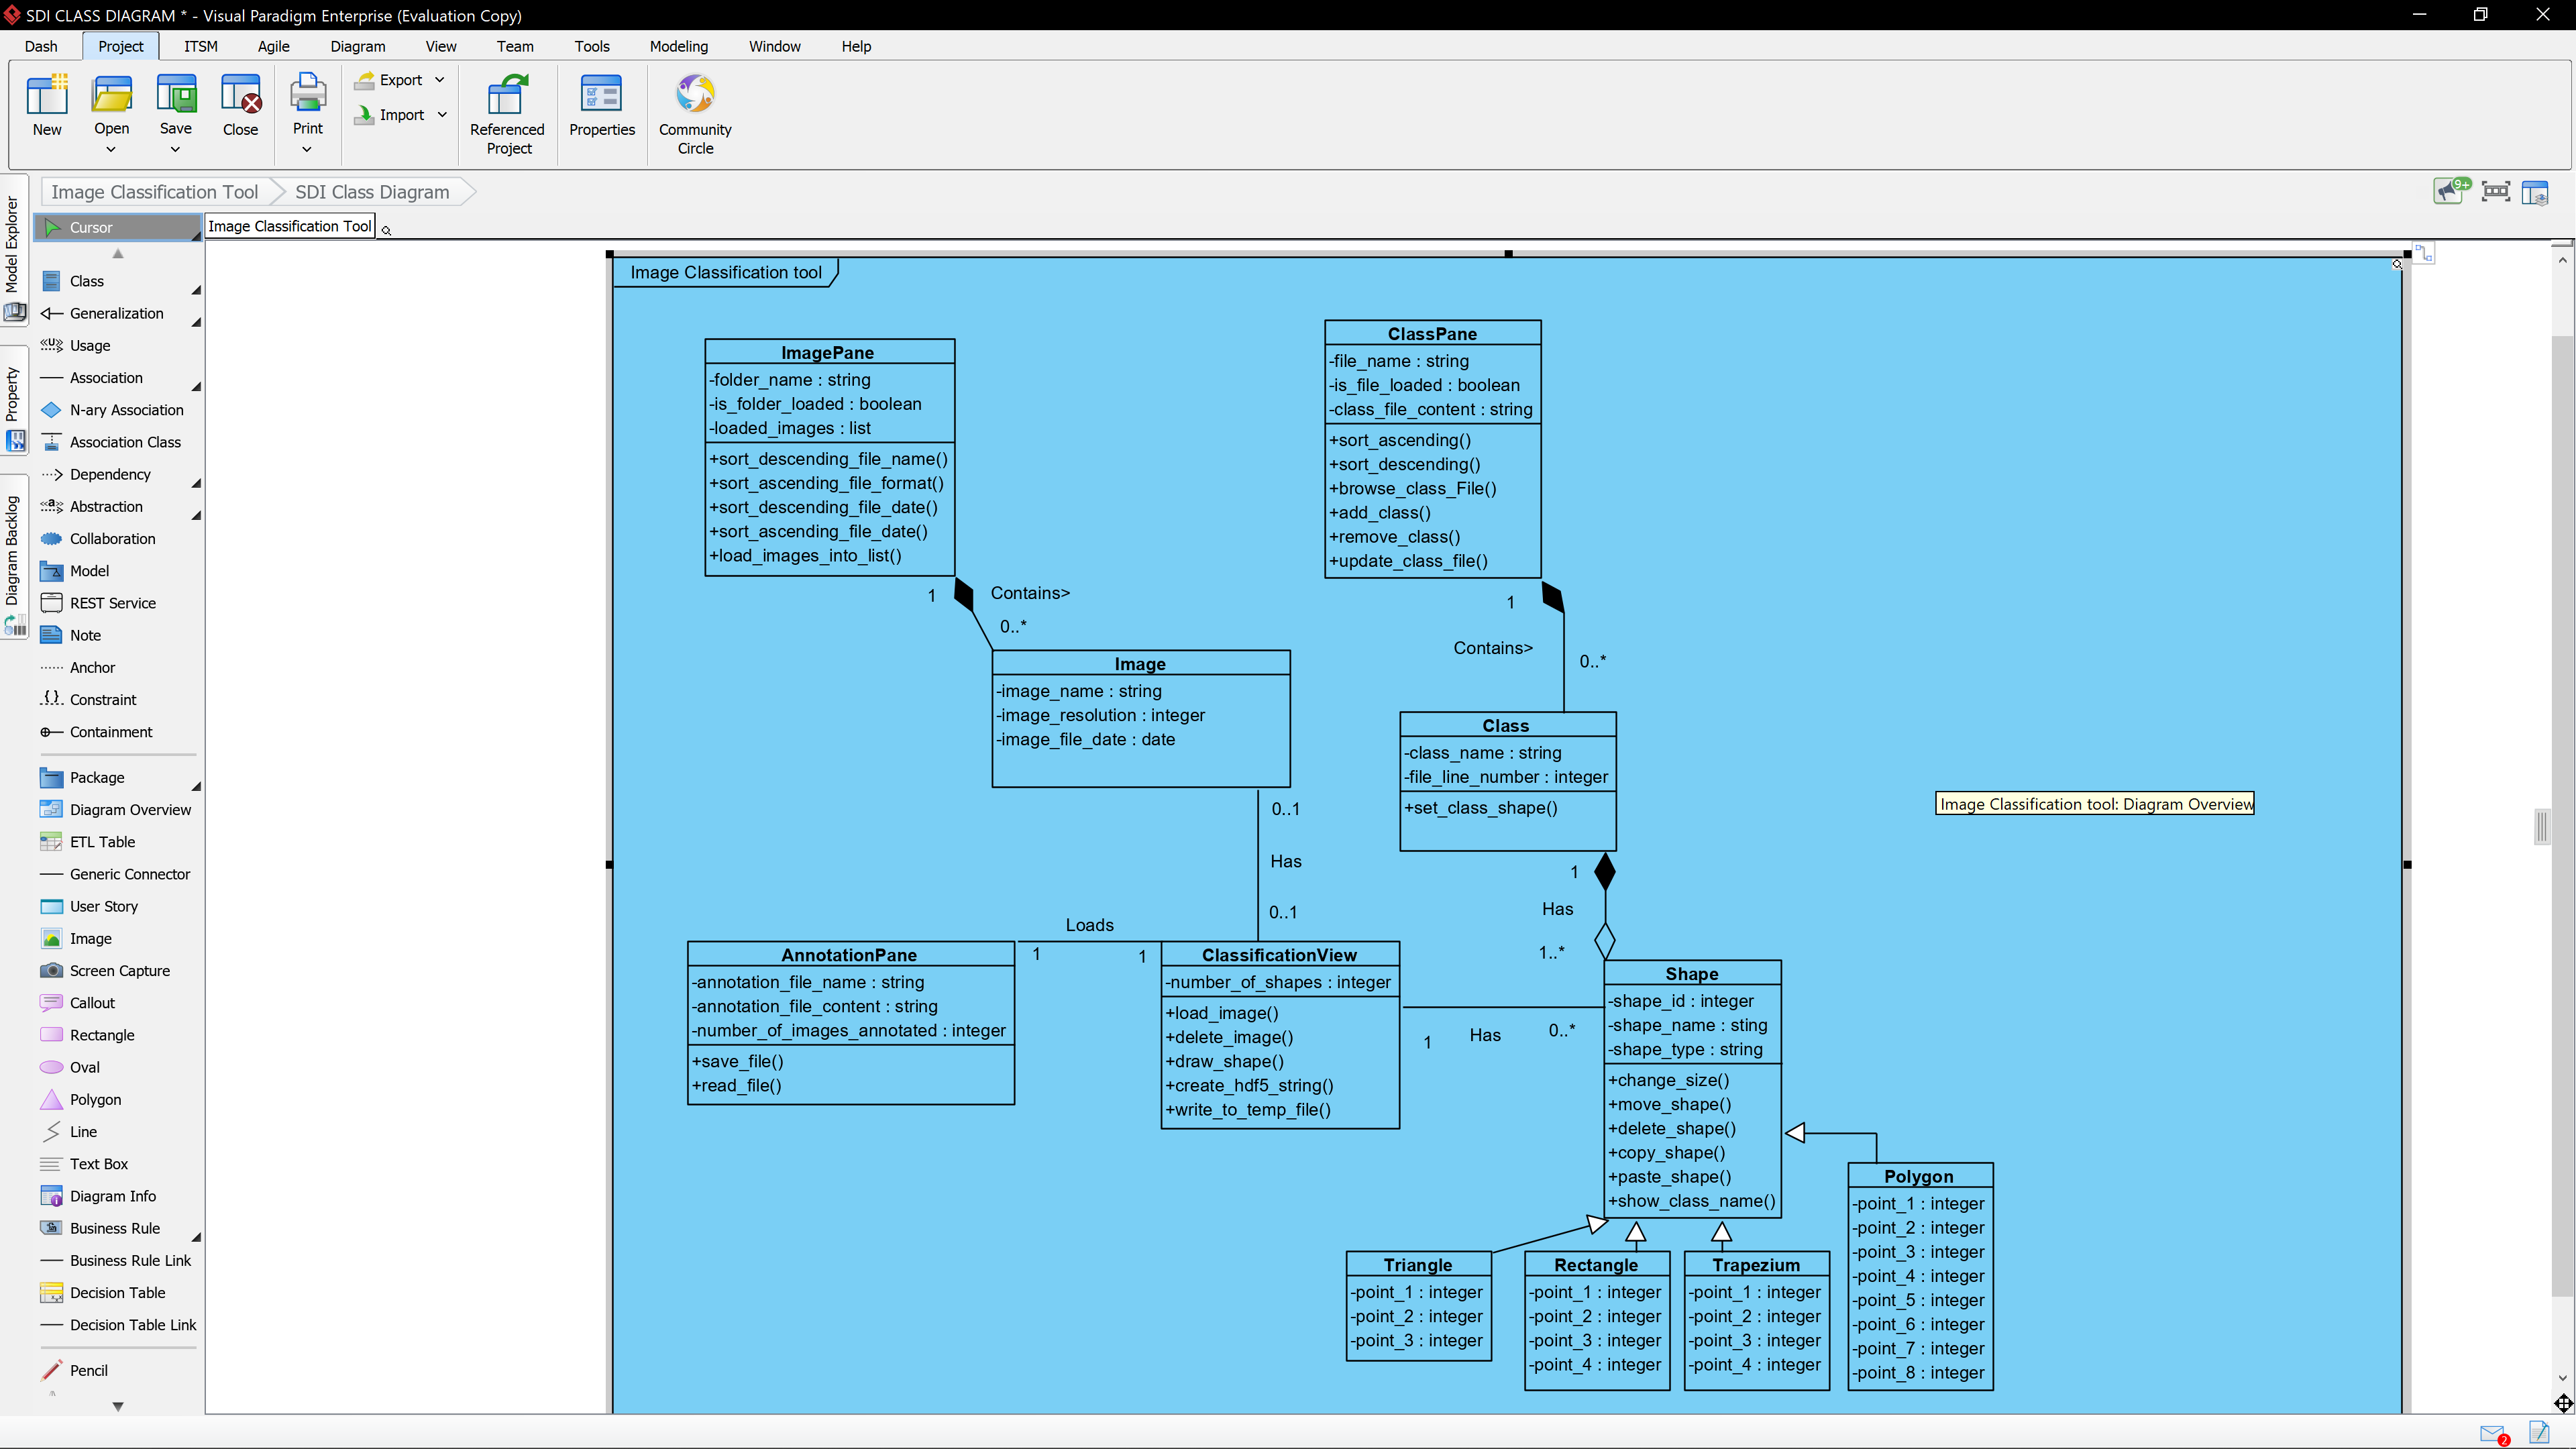 SDI CLASS DIAGRAM * - Visual Paradigm Enterprise (Evaluation Copy)
Dash Project ITSM Agile Diagram View Team Tools Modeling Window Help
New
Open
Save
Close
Print
Export
Import
Referenced
Project
Properties
Community
Circle
Image Classification Tool
SDI Class Diagram
9+
Model Explorer
Property
Diagram Backlog
Cursor
Class
Generalization
Usage
Association
N-ary Association
Association Class
Dependency
Abstraction
Collaboration
Model
REST Service
Note
Anchor
Constraint
Containment
Package
Diagram Overview
ETL Table
Generic Connector
User Story
Image
Screen Capture
Callout
Rectangle
Oval
Polygon
Line
Text Box
Diagram Info
Business Rule
Business Rule Link
Decision Table
Decision Table Link
Pencil
Image Classification Tool
Image Classification tool
ImagePane
-folder_name : string
-is_folder_loaded : boolean
-loaded_images : list
+sort_descending_file_name()
+sort_ascending_file_format()
+sort_descending_file_date()
+sort_ascending_file_date()
+load_images_into_list()
1
Contains>
0..*
ClassPane
-file_name : string
-is_file_loaded : boolean
-class_file_content : string
+sort_ascending()
+sort_descending()
+browse_class_File()
+add_class()
+remove_class()
+update_class_file()
1
Contains>
0..*
Image
-image_name : string
-image_resolution : integer
-image_file_date : date
0..1
Has
0..1
Class
-class_name : string
-file_line_number : integer
+set_class_shape()
1
Has
1..*
Image Classification tool: Diagram Overview
AnnotationPane
-annotation_file_name : string
-annotation_file_content : string
-number_of_images_annotated : integer
+save_file()
+read_file()
Loads
1
1
ClassificationView
-number_of_shapes : integer
+load_image()
+delete_image()
+draw_shape()
+create_hdf5_string()
+write_to_temp_file()
1
Has
0..*
Shape
-shape_id : integer
-shape_name : sting
-shape_type : string
+change_size()
+move_shape()
+delete_shape()
+copy_shape()
+paste_shape()
+show_class_name()
Triangle
-point_1 : integer
-point_2 : integer
-point_3 : integer
Rectangle
-point_1 : integer
-point_2 : integer
-point_3 : integer
-point_4 : integer
Trapezium
-point_1 : integer
-point_2 : integer
-point_3 : integer
-point_4 : integer
Polygon
-point_1 : integer
-point_2 : integer
-point_3 : integer
-point_4 : integer
-point_5 : integer
-point_6 : integer
-point_7 : integer
-point_8 : integer
2